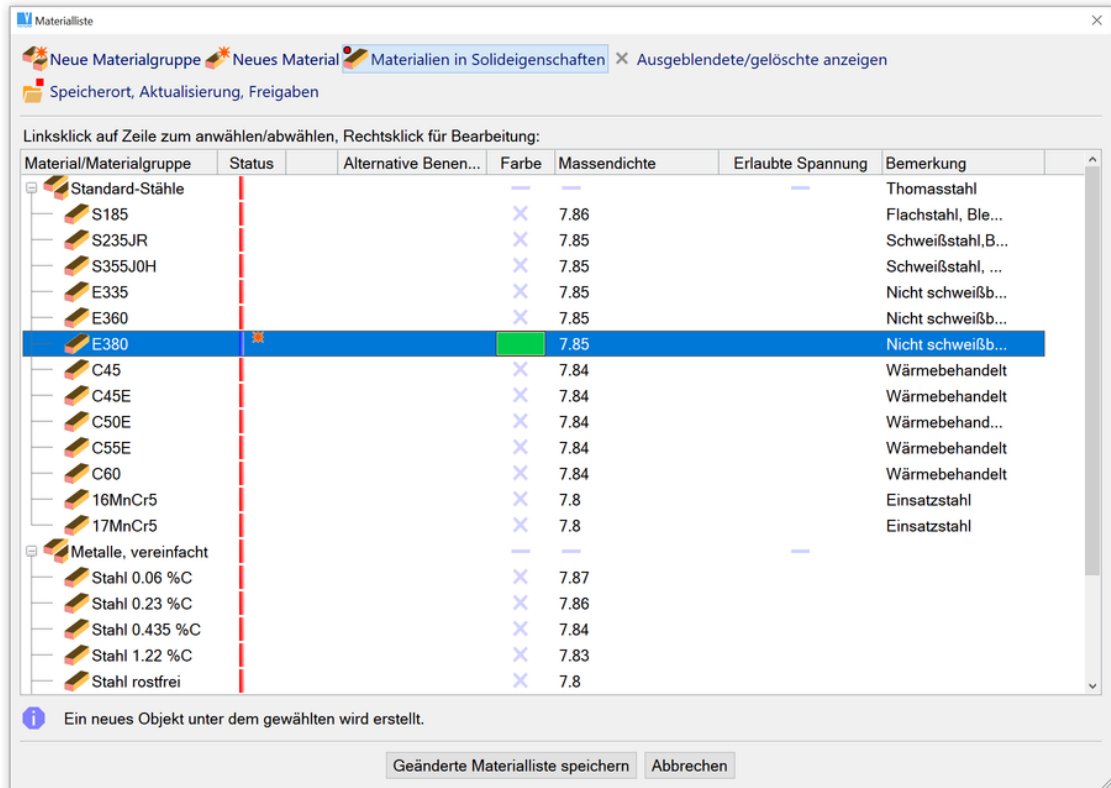 Materialliste
Neue Materialgruppe Neues Material Materialien in Solideigenschaften Ausgeblendete/gelöschte anzeigen
Speicherort, Aktualisierung, Freigaben
Linksklick auf Zeile zum anwählen/abwählen, Rechtsklick für Bearbeitung:
Material/Materialgruppe Status Alternative Benen... Farbe Massendichte Erlaubte Spannung Bemerkung
Standard-Stähle Thomasstahl
S185 7.86 Flachstahl, Ble...
S235JR 7.85 Schweißstahl,B...
S355J0H 7.85 Schweißstahl, ...
E335 7.85 Nicht schweißb...
E360 7.85 Nicht schweißb...
E380 7.85 Nicht schweißb...
C45 7.84 Wärmebehandelt
C45E 7.84 Wärmebehandelt
C50E 7.84 Wärmebehand...
C55E 7.84 Wärmebehandelt
C60 7.84 Wärmebehandelt
16MnCr5 7.8 Einsatzstahl
17MnCr5 7.8 Einsatzstahl
Metalle, vereinfacht
Stahl 0.06 %C 7.87
Stahl 0.23 %C 7.86
Stahl 0.435 %C 7.84
Stahl 1.22 %C 7.83
Stahl rostfrei 7.8
Ein neues Objekt unter dem gewählten wird erstellt.
Geänderte Materialliste speichern Abbrechen